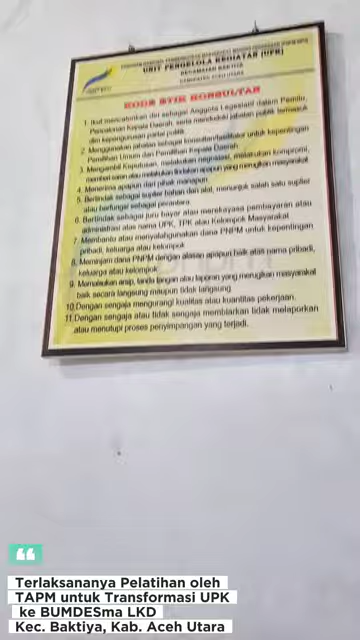 UNIT PENGELOLA KEGIATAN (UPK)
KECAMATAN BAKTIYA
KABUPATEN ACEH UTARA
KODE ETIK KONSULTAN
1. Ikut mencalonkan diri sebagai Anggota Legeslatif dalam Pemilu,
Pencalonan Kepala Daerah, serta menduduki jabatan publik termasuk
dlm kepengurusan partai politik.
2. Menggunakan jabatan sebagai konsultan/fasilitator untuk kepentingan
Pemilihan Umum dan Pemilihan Kepala Daerah
3. Mengambil Keputusan, melakukan negosiasi, melakukan kompromi,
memberi saran atau melakukan tindakan apapun yang merugikan masyarakat
4. Menerima apapun dari pihak manapun
5. Bertindak sebagai suplier bahan dan alat, menunjuk salah satu suplier
atau berfungsi sebagai perantara.
6. Bertindak sebagai juru bayar atau merekayasa pembayaran atau
administrasi atas nama UPK, TPK atau Kelompok Masyarakat
7. Membantu atau menyalahgunakan dana PNPM untuk kepentingan
pribadi, keluarga atau kelompok
8. Meminjam dana PNPM dengan alasan apapun baik atas nama pribadi,
keluarga atau kelompok
9. Memalsukan arsip, tanda tangan atau laporan yang merugikan masyarakat
baik secara langsung maupun tidak langsung
10. Dengan sengaja mengurangi kualitas atau kuantitas pekerjaan.
11. Dengan sengaja atau tidak sengaja membiarkan tidak melaporkan
atau menutupi proses penyimpangan yang terjadi.
Terlaksananya Pelatihan oleh
TAPM untuk Transformasi UPK
ke BUMDESma LKD
Kec. Baktiya, Kab. Aceh Utara